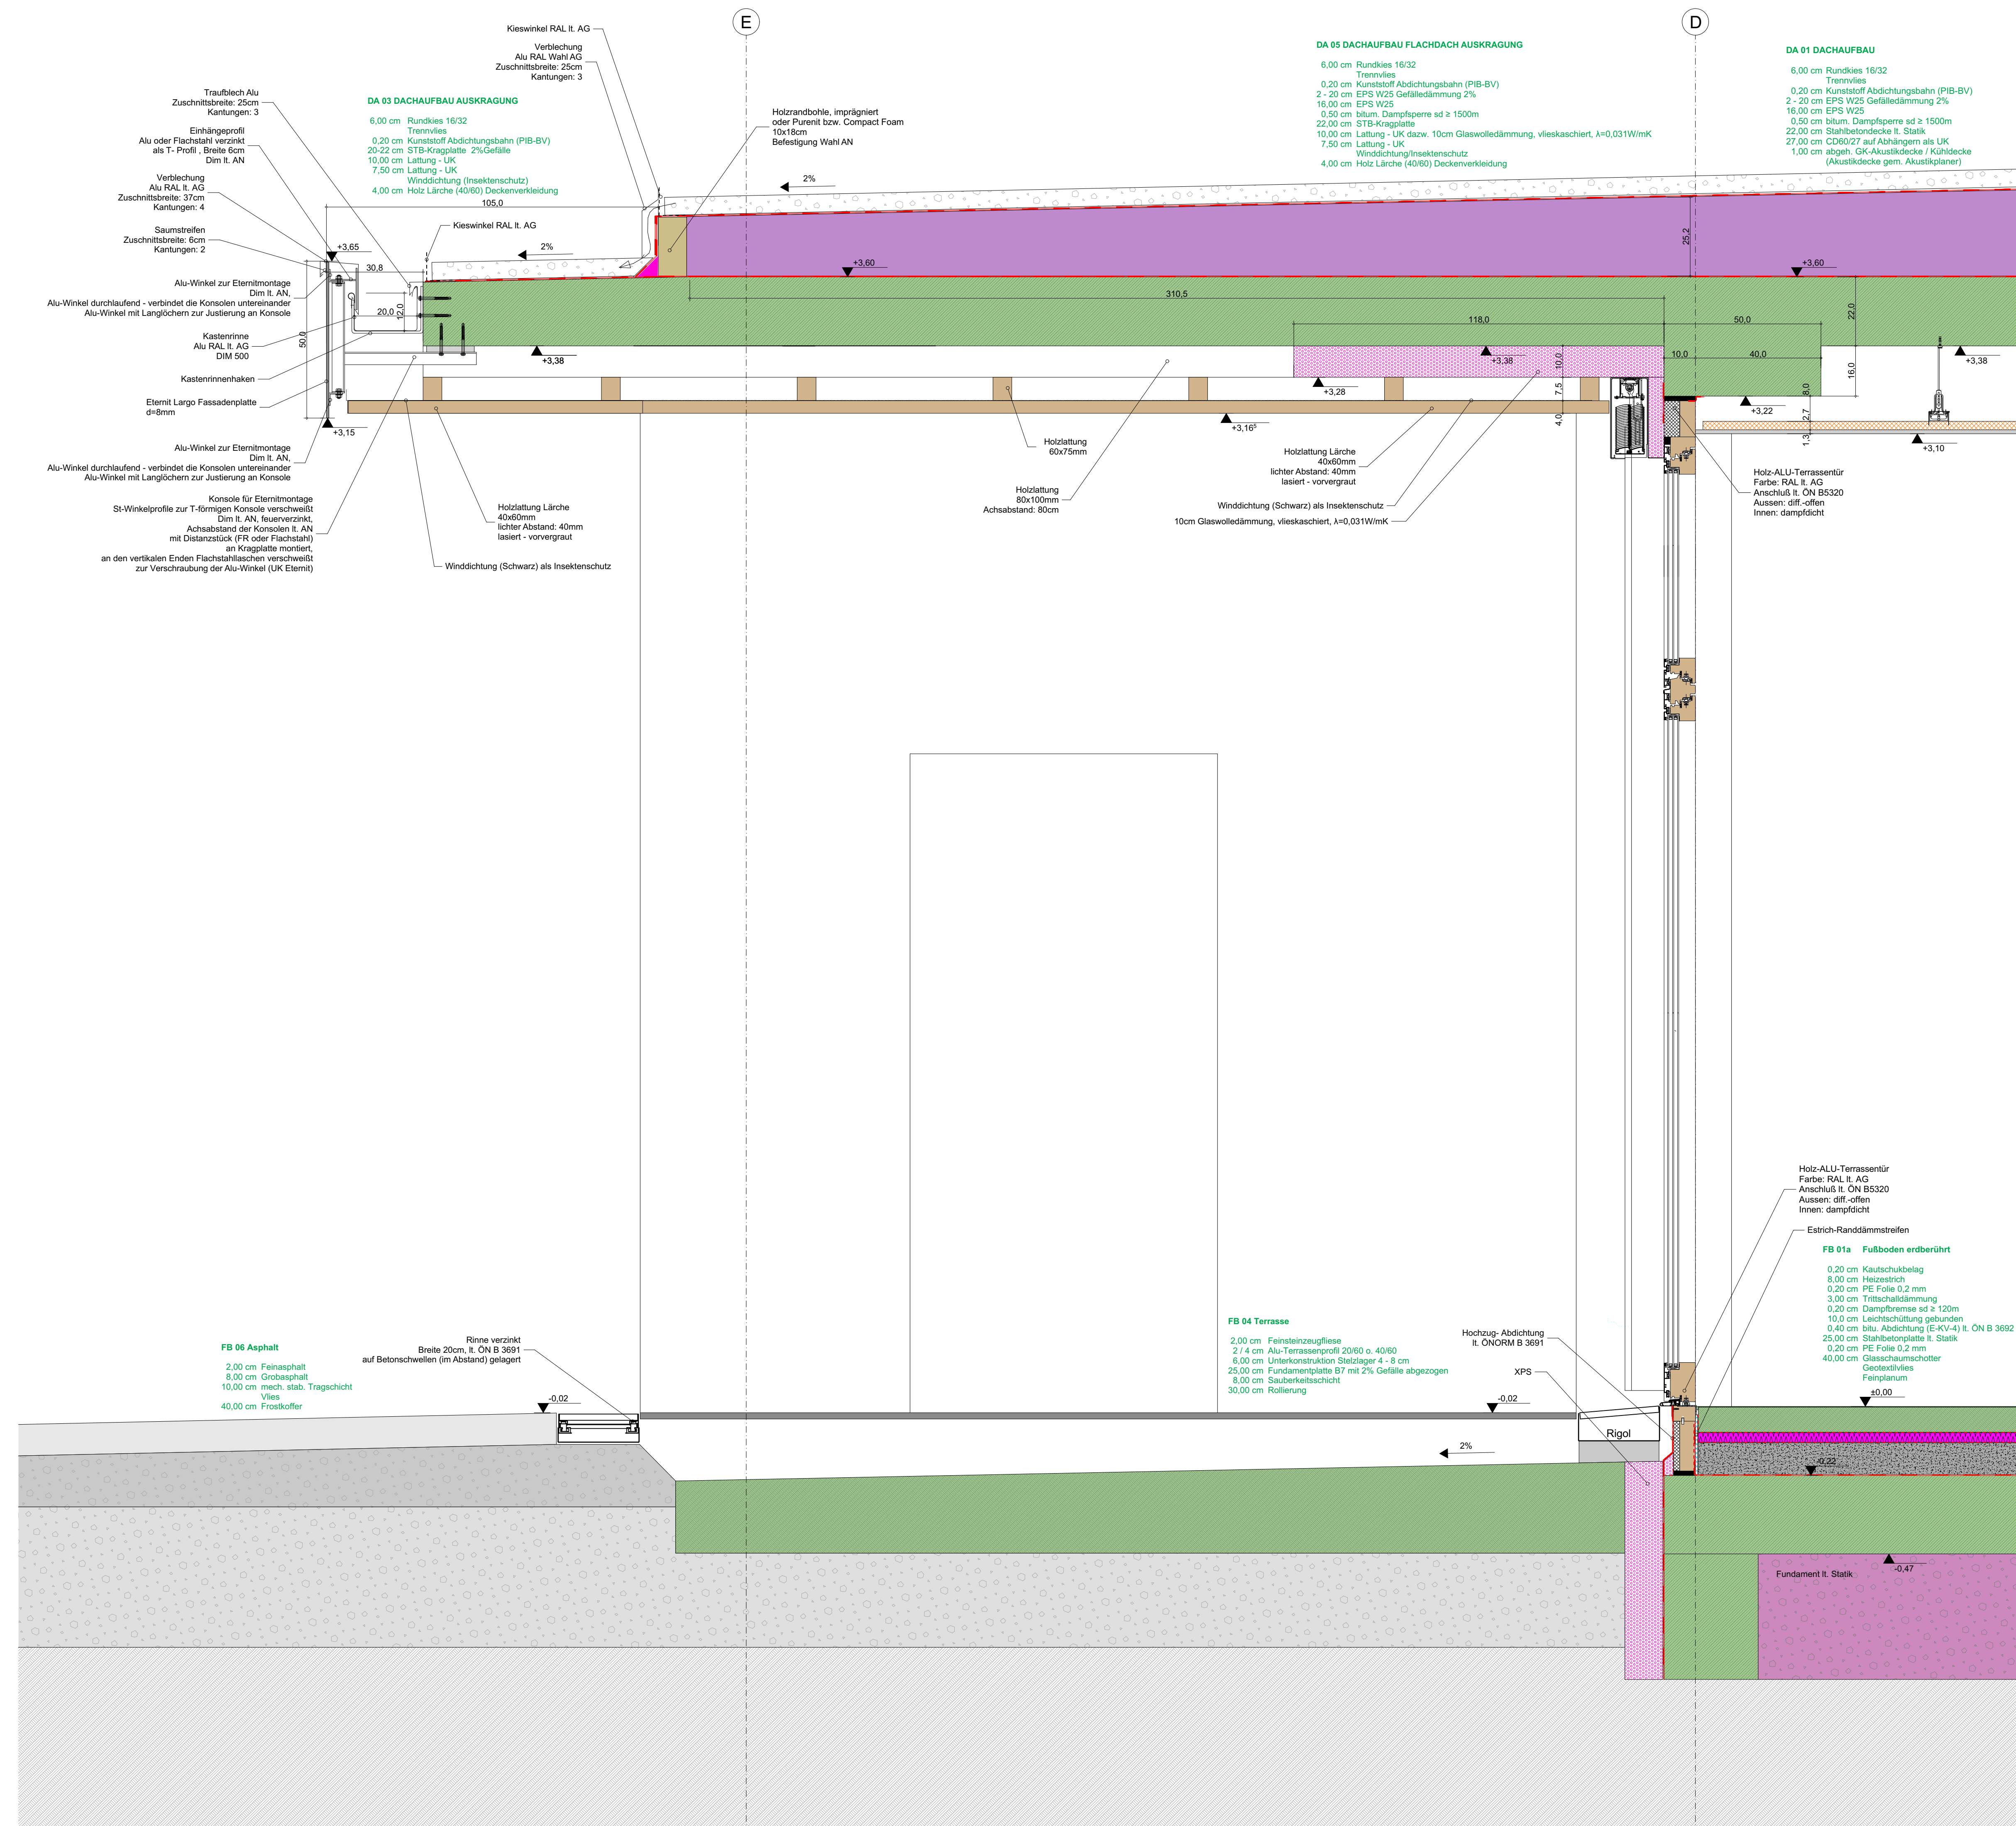 E
D
Kieswinkel RAL lt. AG
Verblechung
Alu RAL Wahl AG
Zuschnittsbreite: 25cm
Kantungen: 3
Traufblech Alu
Zuschnittsbreite: 25cm
Kantungen: 3
Einhängeprofil
Alu oder Flachstahl verzinkt
als T- Profil , Breite 6cm
Dim lt. AN
Verblechung
Alu RAL lt. AG
Zuschnittsbreite: 37cm
Kantungen: 4
Saumstreifen
Zuschnittsbreite: 6cm
Kantungen: 2
Alu-Winkel zur Eternitmontage
Dim lt. AN,
Alu-Winkel durchlaufend - verbindet die Konsolen untereinander
Alu-Winkel mit Langlöchern zur Justierung an Konsole
Kastenrinne
Alu RAL lt. AG
DIM 500
Kastenrinnenhaken
Eternit Largo Fassadenplatte
d=8mm
Alu-Winkel zur Eternitmontage
Dim lt. AN,
Alu-Winkel durchlaufend - verbindet die Konsolen untereinander
Alu-Winkel mit Langlöchern zur Justierung an Konsole
Konsole für Eternitmontage
St-Winkelprofile zur T-förmigen Konsole verschweißt
Dim lt. AN, feuerverzinkt,
Achsabstand der Konsolen lt. AN
mit Distanzstück (FR oder Flachstahl)
an Kragplatte montiert,
an den vertikalen Enden Flachstahllaschen verschweißt
zur Verschraubung der Alu-Winkel (UK Eternit)
DA 03 DACHAUFBAU AUSKRAGUNG
6,00 cm Rundkies 16/32
Trennvlies
0,20 cm Kunststoff Abdichtungsbahn (PIB-BV)
20-22 cm STB-Kragplatte 2%Gefälle
10,00 cm Lattung - UK
7,50 cm Lattung - UK
Winddichtung (Insektenschutz)
4,00 cm Holz Lärche (40/60) Deckenverkleidung
105,0
Kieswinkel RAL lt. AG
2%
+3,65
30,8
20,0
12,0
50,0
+3,38
+3,15
Holzrandbohle, imprägniert
oder Purenit bzw. Compact Foam
10x18cm
Befestigung Wahl AN
2%
DA 05 DACHAUFBAU FLACHDACH AUSKRAGUNG
6,00 cm Rundkies 16/32
Trennvlies
0,20 cm Kunststoff Abdichtungsbahn (PIB-BV)
2 - 20 cm EPS W25 Gefälledämmung 2%
16,00 cm EPS W25
0,50 cm bitum. Dampfsperre sd ≥ 1500m
22,00 cm STB-Kragplatte
10,00 cm Lattung - UK dazw. 10cm Glaswolledämmung, vlieskaschiert, λ=0,031W/mK
7,50 cm Lattung - UK
Winddichtung/Insektenschutz
4,00 cm Holz Lärche (40/60) Deckenverkleidung
DA 01 DACHAUFBAU
6,00 cm Rundkies 16/32
Trennvlies
0,20 cm Kunststoff Abdichtungsbahn (PIB-BV)
2 - 20 cm EPS W25 Gefälledämmung 2%
16,00 cm EPS W25
0,50 cm bitum. Dampfsperre sd ≥ 1500m
22,00 cm Stahlbetondecke lt. Statik
27,00 cm CD60/27 auf Abhängern als UK
1,00 cm abgeh. GK-Akustikdecke / Kühldecke
(Akustikdecke gem. Akustikplaner)
25,2
+3,60
+3,60
310,5
118,0
50,0
22,0
10,0
40,0
16,0
+3,38
+3,38
10,0
7,5
4,0
+3,28
+3,22
8,0
2,7
1,3
+3,16⁵
+3,10
Holzlattung
60x75mm
Holzlattung
80x100mm
Achsabstand: 80cm
Holzlattung Lärche
40x60mm
lichter Abstand: 40mm
lasiert - vorvergraut
Winddichtung (Schwarz) als Insektenschutz
10cm Glaswolledämmung, vlieskaschiert, λ=0,031W/mK
Holzlattung Lärche
40x60mm
lichter Abstand: 40mm
lasiert - vorvergraut
Winddichtung (Schwarz) als Insektenschutz
Holz-ALU-Terrassentür
Farbe: RAL lt. AG
Anschluß lt. ÖN B5320
Aussen: diff.-offen
Innen: dampfdicht
Holz-ALU-Terrassentür
Farbe: RAL lt. AG
Anschluß lt. ÖN B5320
Aussen: diff.-offen
Innen: dampfdicht
Estrich-Randdämmstreifen
FB 01a Fußboden erdberührt
0,20 cm Kautschukbelag
8,00 cm Heizestrich
0,20 cm PE Folie 0,2 mm
3,00 cm Trittschalldämmung
0,20 cm Dampfbremse sd ≥ 120m
10,0 cm Leichtschüttung gebunden
0,40 cm bitu. Abdichtung (E-KV-4) lt. ÖN B 3692
25,00 cm Stahlbetonplatte lt. Statik
0,20 cm PE Folie 0,2 mm
40,00 cm Glasschaumschotter
Geotextilvlies
Feinplanum
±0,00
FB 04 Terrasse
2,00 cm Feinsteinzeugfliese
2 / 4 cm Alu-Terrassenprofil 20/60 o. 40/60
6,00 cm Unterkonstruktion Stelzlager 4 - 8 cm
25,00 cm Fundamentplatte B7 mit 2% Gefälle abgezogen
8,00 cm Sauberkeitsschicht
30,00 cm Rollierung
Hochzug- Abdichtung
lt. ÖNORM B 3691
XPS
FB 06 Asphalt
2,00 cm Feinasphalt
8,00 cm Grobasphalt
10,00 cm mech. stab. Tragschicht
Vlies
40,00 cm Frostkoffer
Rinne verzinkt
Breite 20cm, lt. ÖN B 3691
auf Betonschwellen (im Abstand) gelagert
-0,02
-0,02
Rigol
2%
-0,22
-0,47
Fundament lt. Statik